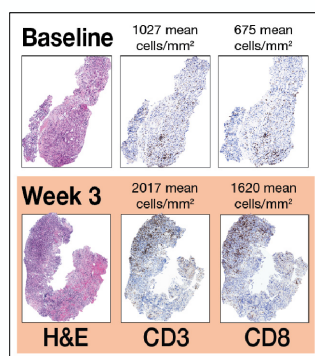 Baseline
1027 mean
cells/mm²
675 mean
cells/mm²
Week 3
2017 mean
cells/mm²
1620 mean
cells/mm²
H&E
CD3
CD8